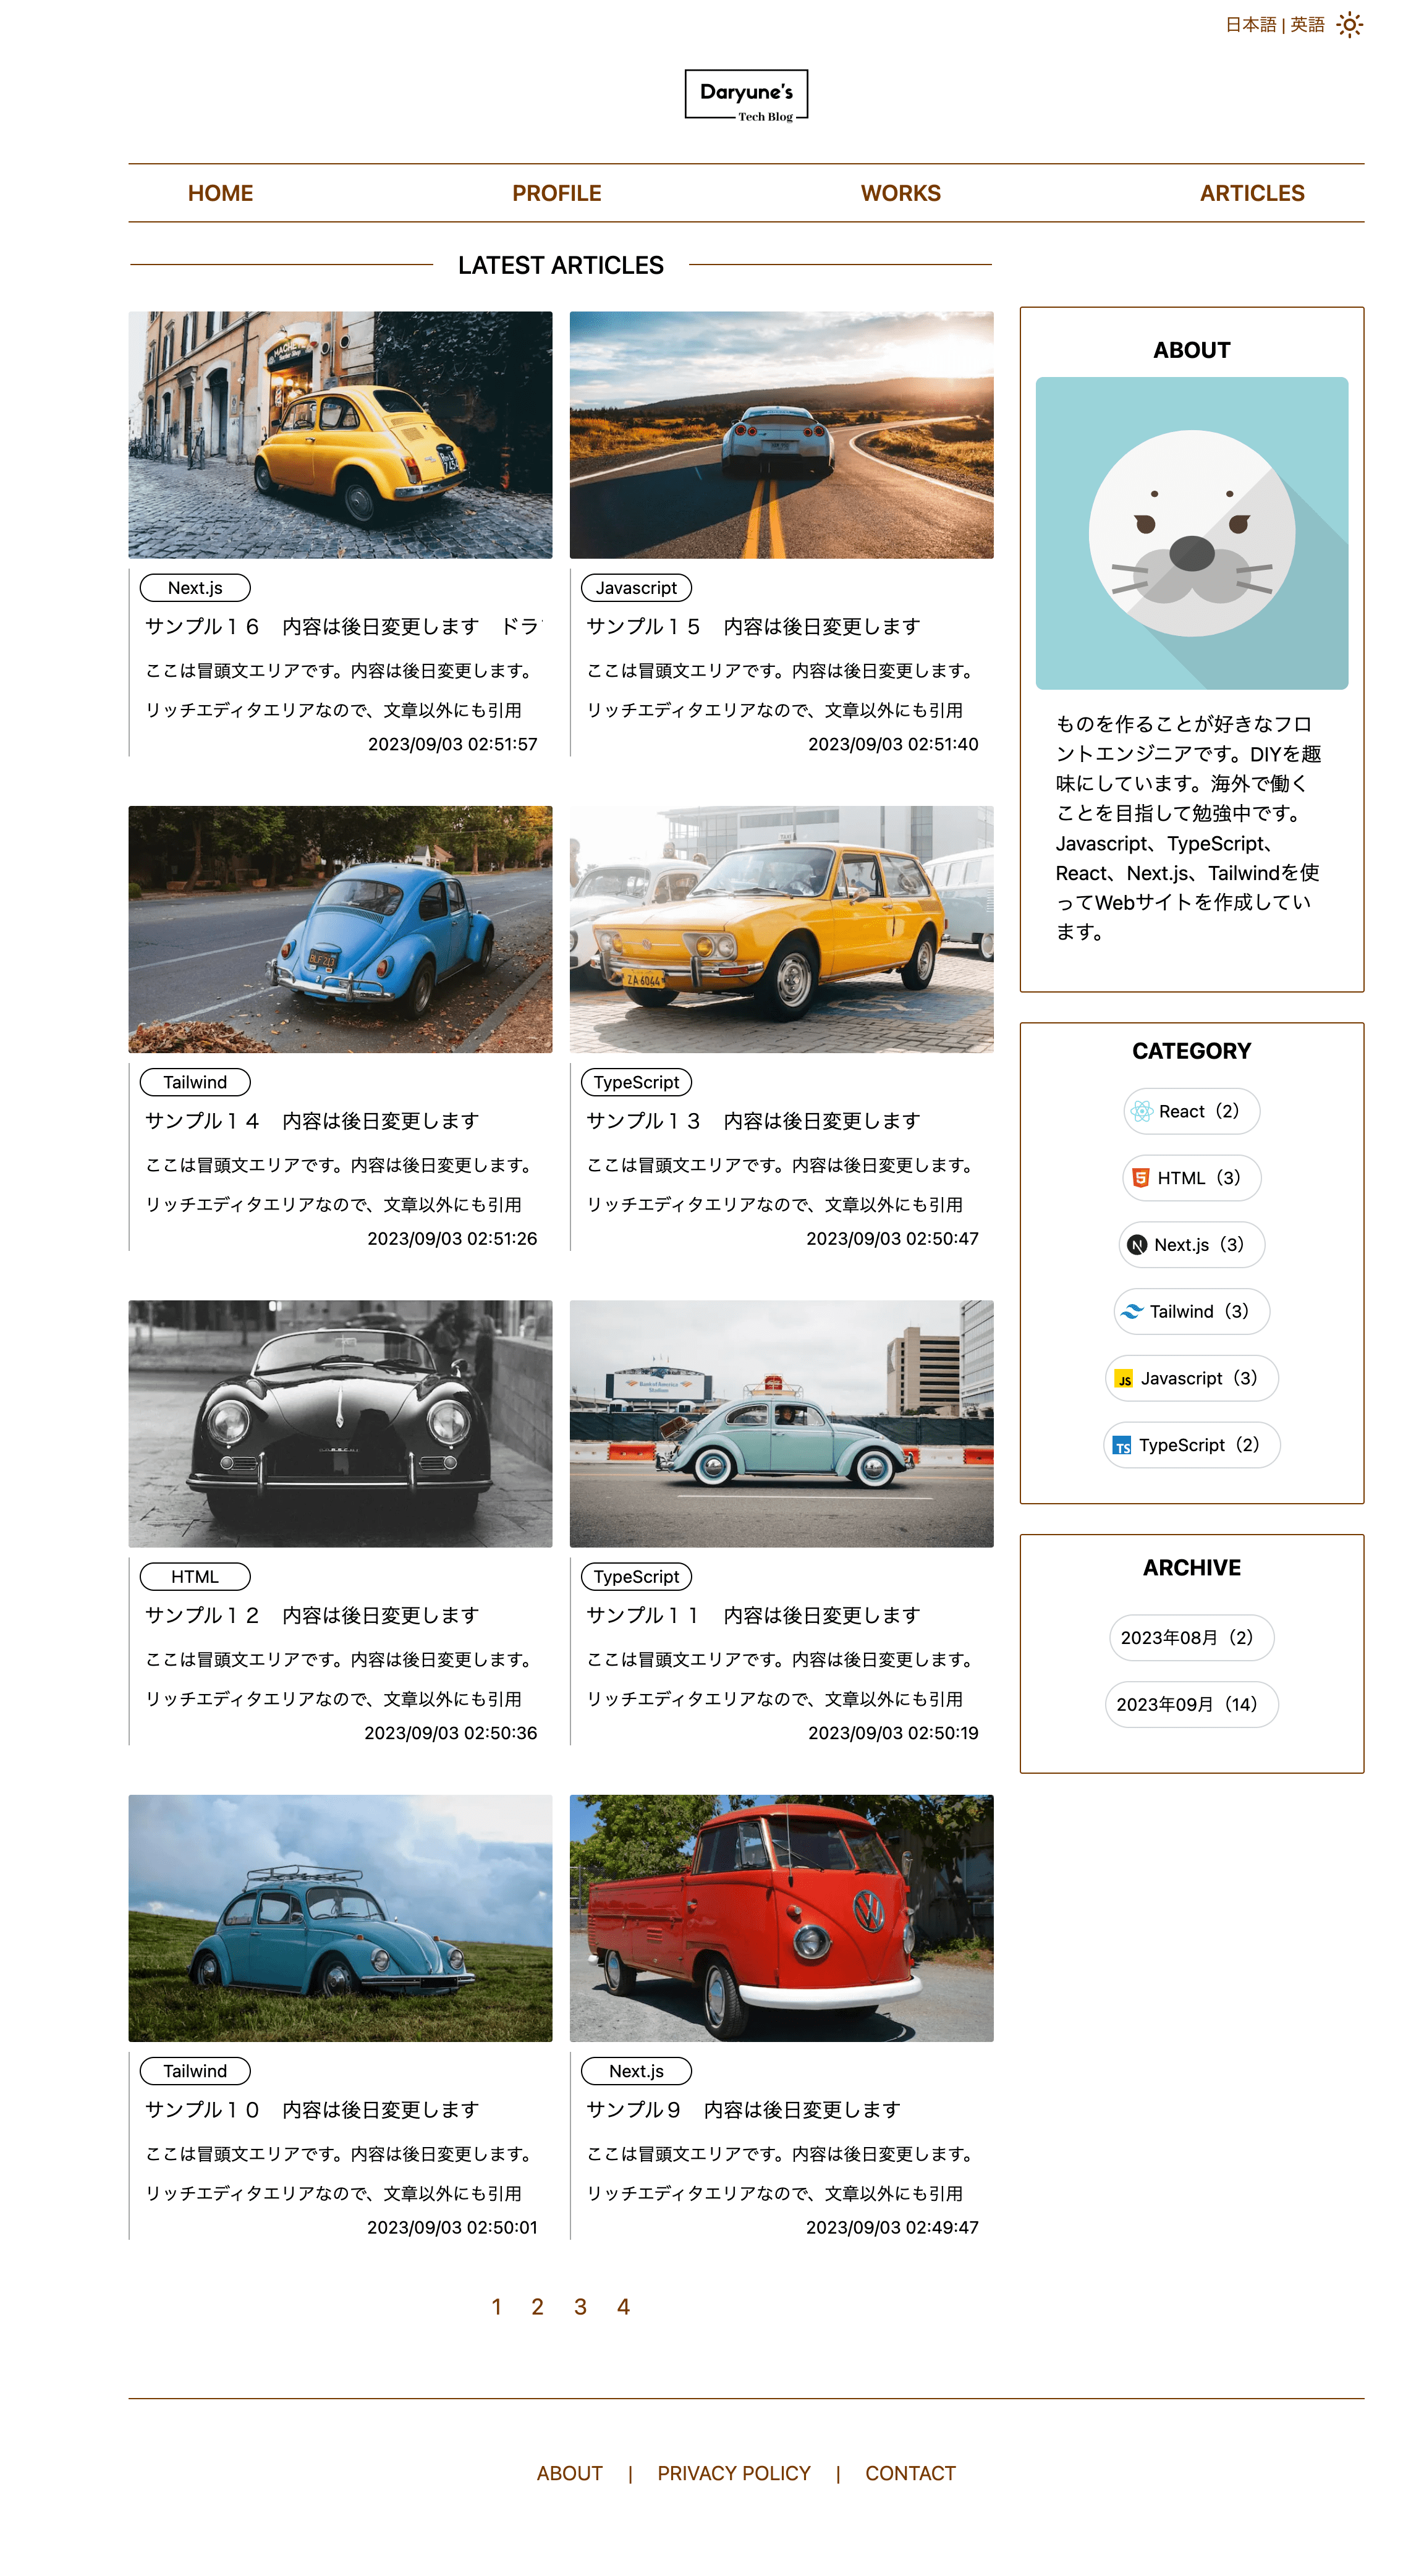 日本語 | 英語
Daryune's
Tech Blog
HOME PROFILE WORKS ARTICLES
LATEST ARTICLES
Next.js
サンプル１６　内容は後日変更します　ドラ
ここは冒頭文エリアです。内容は後日変更します。
リッチエディタエリアなので、文章以外にも引用
2023/09/03 02:51:57
Javascript
サンプル１５　内容は後日変更します
ここは冒頭文エリアです。内容は後日変更します。
リッチエディタエリアなので、文章以外にも引用
2023/09/03 02:51:40
BLF213
Tailwind
サンプル１４　内容は後日変更します
ここは冒頭文エリアです。内容は後日変更します。
リッチエディタエリアなので、文章以外にも引用
2023/09/03 02:51:26
TAXI
ZA 6044
TypeScript
サンプル１３　内容は後日変更します
ここは冒頭文エリアです。内容は後日変更します。
リッチエディタエリアなので、文章以外にも引用
2023/09/03 02:50:47
HTML
サンプル１２　内容は後日変更します
ここは冒頭文エリアです。内容は後日変更します。
リッチエディタエリアなので、文章以外にも引用
2023/09/03 02:50:36
Bank of America
Stadium
TypeScript
サンプル１１　内容は後日変更します
ここは冒頭文エリアです。内容は後日変更します。
リッチエディタエリアなので、文章以外にも引用
2023/09/03 02:50:19
Tailwind
サンプル１０　内容は後日変更します
ここは冒頭文エリアです。内容は後日変更します。
リッチエディタエリアなので、文章以外にも引用
2023/09/03 02:50:01
Next.js
サンプル９　内容は後日変更します
ここは冒頭文エリアです。内容は後日変更します。
リッチエディタエリアなので、文章以外にも引用
2023/09/03 02:49:47
1 2 3 4
ABOUT
ものを作ることが好きなフロ
ントエンジニアです。DIYを趣
味にしています。海外で働く
ことを目指して勉強中です。
Javascript、TypeScript、
React、Next.js、Tailwindを使
ってWebサイトを作成してい
ます。
CATEGORY
React（2）
5 HTML（3）
N Next.js（3）
Tailwind（3）
JS Javascript（3）
TS TypeScript（2）
ARCHIVE
2023年08月（2）
2023年09月（14）
ABOUT | PRIVACY POLICY | CONTACT